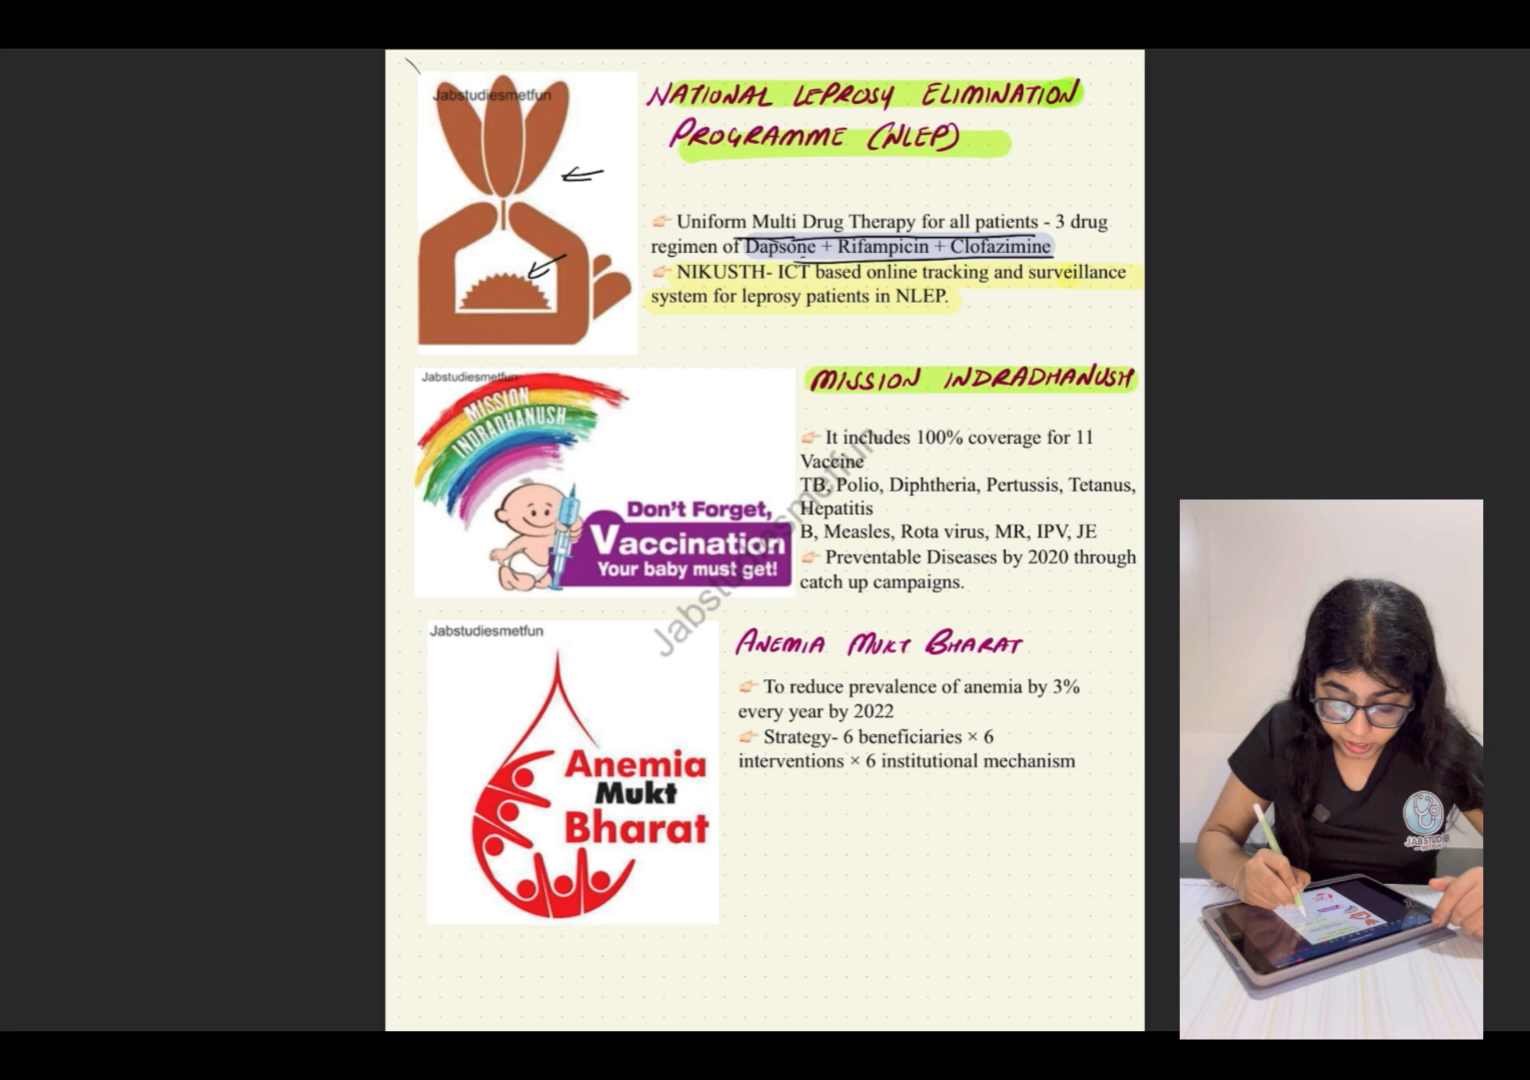 Jabstudiesmetfun
NATIONAL LEPROSY ELIMINATION
PROGRAMME (NLEP)
Uniform Multi Drug Therapy for all patients - 3 drug
regimen of Dapsone + Rifampicin + Clofazimine
NIKUSTH- ICT based online tracking and surveillance
system for leprosy patients in NLEP.
Jabstudiesmetfun
MISSION
INDRADHANUSH
Don't Forget,
Vaccination
Your baby must get!
MISSION INDRADHANUSH
It includes 100% coverage for 11
Vaccine
TB, Polio, Diphtheria, Pertussis, Tetanus,
Hepatitis
B, Measles, Rota virus, MR, IPV, JE
Preventable Diseases by 2020 through
catch up campaigns.
Jabstudiesmetfun
Anemia
Mukt
Bharat
ANEMIA MUKT BHARAT
To reduce prevalence of anemia by 3%
every year by 2022
Strategy- 6 beneficiaries × 6
interventions × 6 institutional mechanism